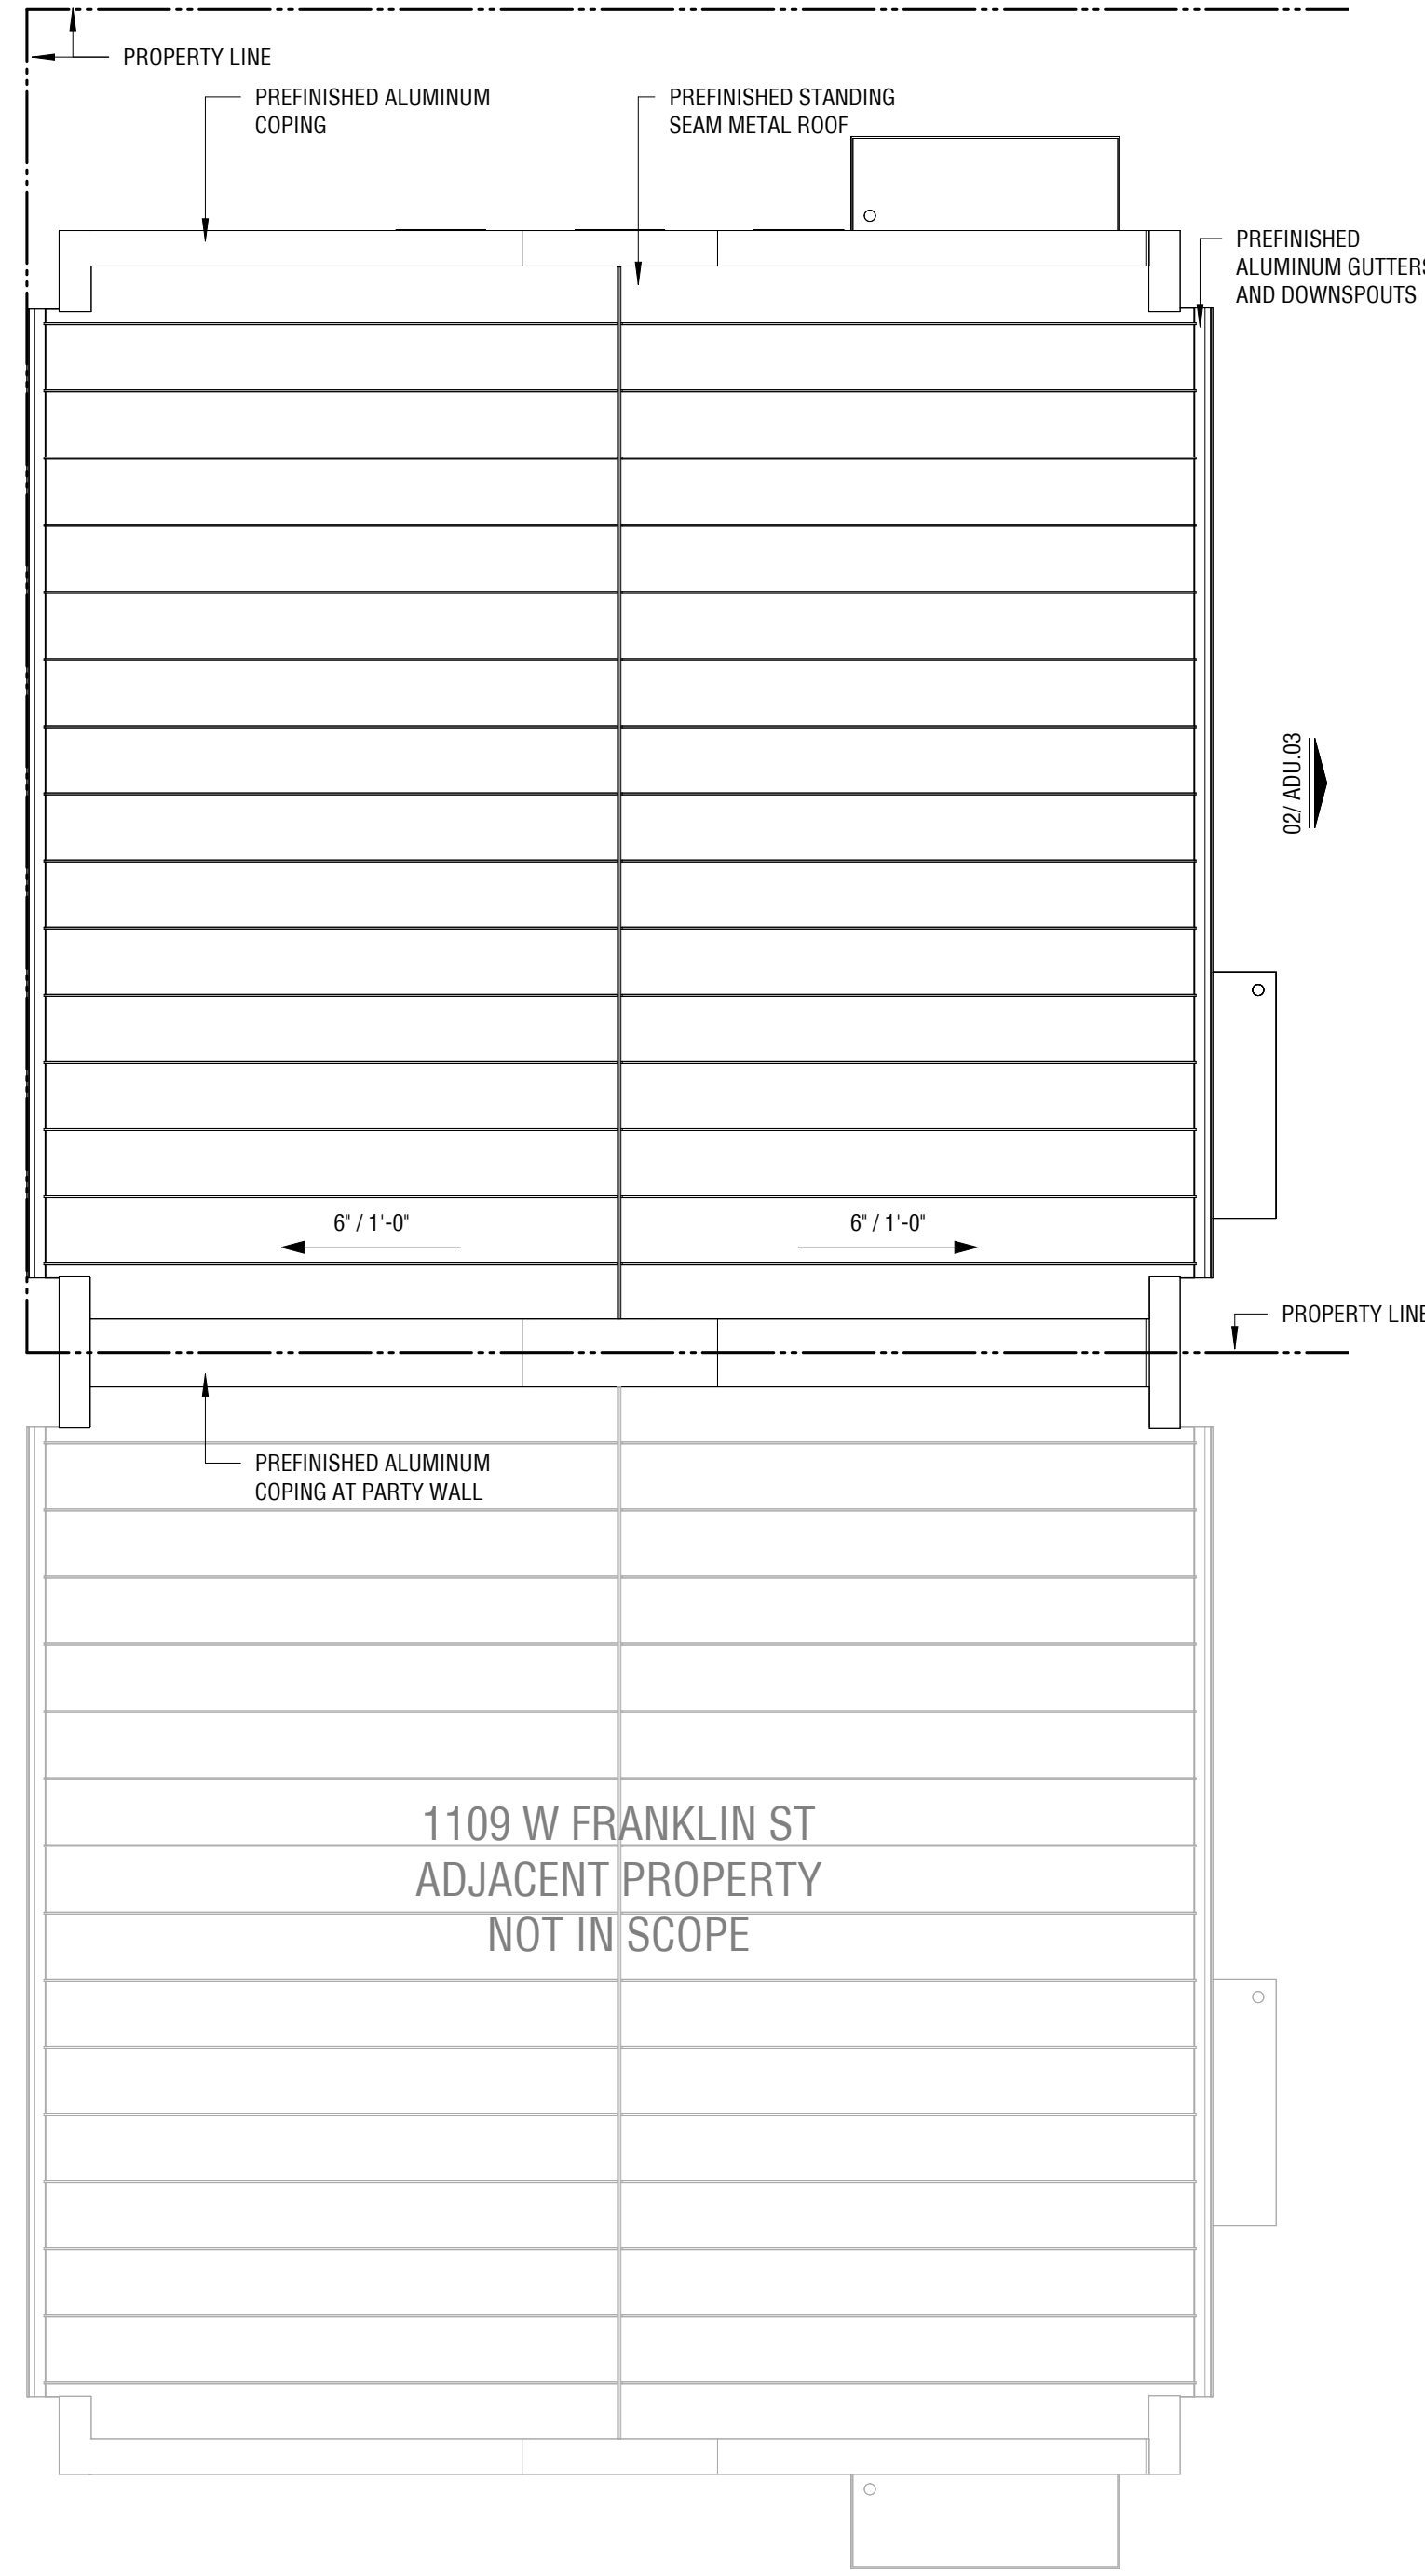 PROPERTY LINE
PREFINISHED ALUMINUM
COPING
PREFINISHED STANDING
SEAM METAL ROOF
PREFINISHED
ALUMINUM GUTTERS
AND DOWNSPOUTS
02/ ADU.03
6" / 1'-0"
6" / 1'-0"
PROPERTY LINE
PREFINISHED ALUMINUM
COPING AT PARTY WALL
1109 W FRANKLIN ST
ADJACENT PROPERTY
NOT IN SCOPE